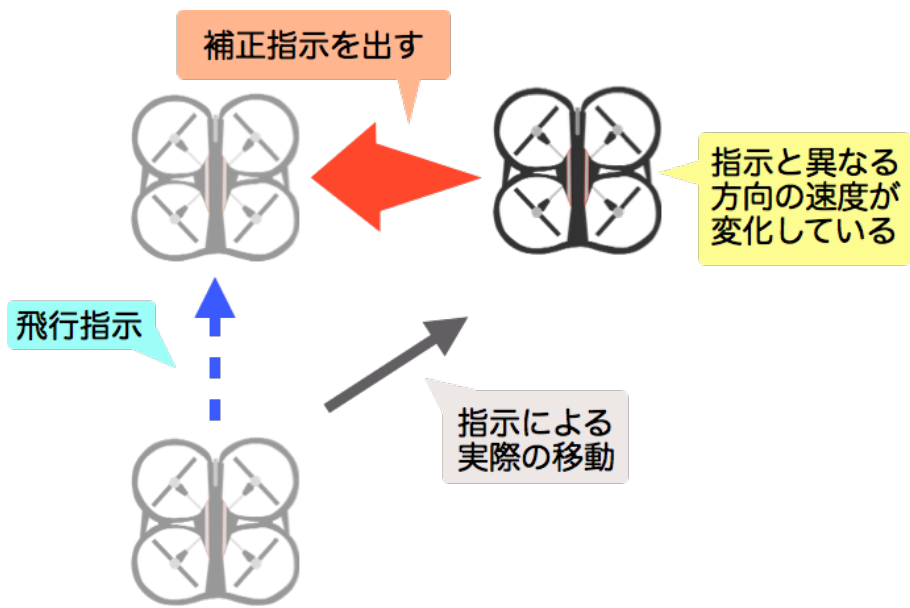 補正指示を出す
指示と異なる
方向の速度が
変化している
飛行指示
指示による
実際の移動